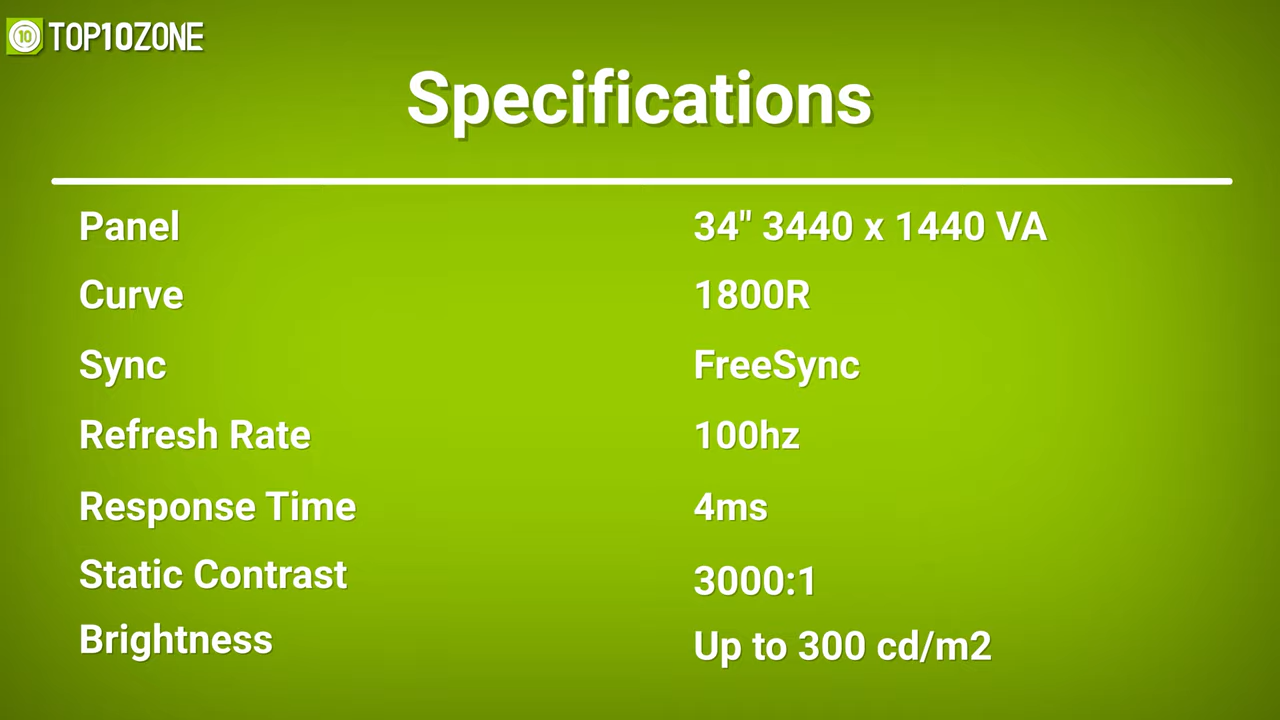 10 TOP10ZONE
Specifications
Panel 34" 3440 x 1440 VA
Curve 1800R
Sync FreeSync
Refresh Rate 100hz
Response Time 4ms
Static Contrast 3000:1
Brightness Up to 300 cd/m2